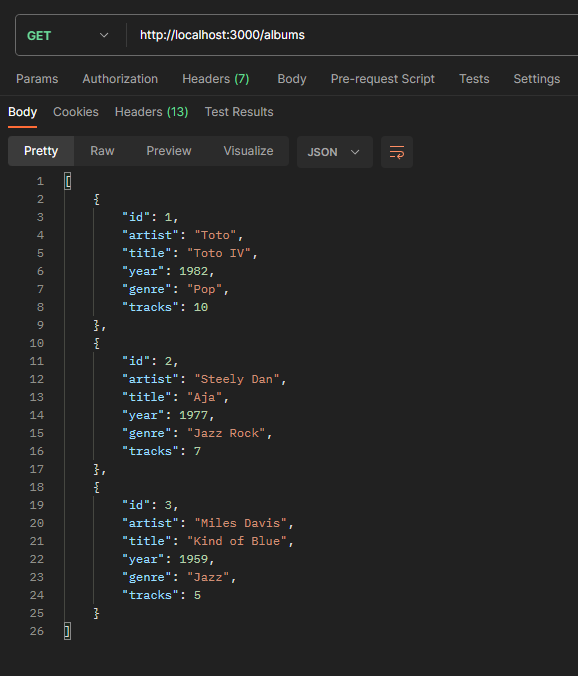 GET http://localhost:3000/albums
Params Authorization Headers (7) Body Pre-request Script Tests Settings
Body Cookies Headers (13) Test Results
Pretty Raw Preview Visualize JSON
1 [
2     {
3         "id": 1,
4         "artist": "Toto",
5         "title": "Toto IV",
6         "year": 1982,
7         "genre": "Pop",
8         "tracks": 10
9     },
10     {
11         "id": 2,
12         "artist": "Steely Dan",
13         "title": "Aja",
14         "year": 1977,
15         "genre": "Jazz Rock",
16         "tracks": 7
17     },
18     {
19         "id": 3,
20         "artist": "Miles Davis",
21         "title": "Kind of Blue",
22         "year": 1959,
23         "genre": "Jazz",
24         "tracks": 5
25     }
26 ]